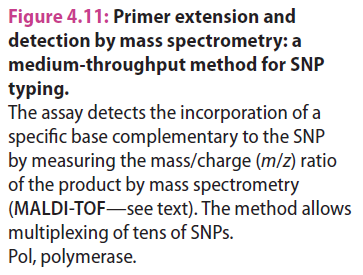 Figure 4.11: Primer extension and
detection by mass spectrometry: a
medium-throughput method for SNP
typing.
The assay detects the incorporation of a
specific base complementary to the SNP
by measuring the mass/charge (m/z) ratio
of the product by mass spectrometry
(MALDI-TOF—see text). The method allows
multiplexing of tens of SNPs.
Pol, polymerase.